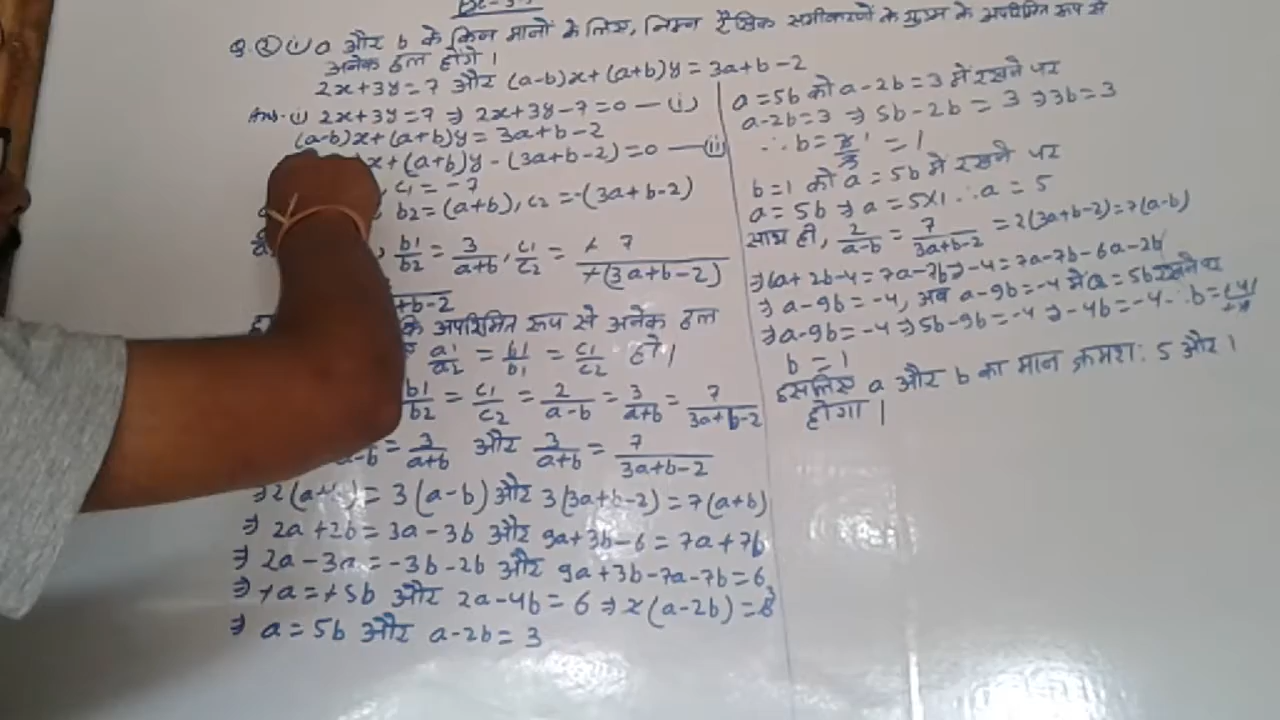 Q.② (i) a और b के किन मानों के लिए, निम्न रैखिक समीकरणों के युग्म के अपरिमित रूप से
अनेक हल होंगे।
2x+3y=7 और (a-b)x+(a+b)y=3a+b-2
Ans-(i) 2x+3y=7 ⇒ 2x+3y-7=0 —(i)
(a-b)x+(a+b)y=3a+b-2
x+(a+b)y-(3a+b-2)=0 —(ii)
, c1=-7
b2=(a+b), c2=-(3a+b-2)
, b1/b2 = 3/(a+b), c1/c2 = -7/-(3a+b-2)
+b-2
कि अपरिमित रूप से अनेक हल
a1/a2 = b1/b1 = c1/c2 हो।
b1/b2 = c1/c2 = 2/(a-b) = 3/(a+b) = 7/(3a+b-2)
a-b = 3/(a+b) और 3/(a+b) = 7/(3a+b-2)
⇒ 2(a+ )=3(a-b) और 3(3a+b-2)=7(a+b)
⇒ 2a+2b=3a-3b और 9a+3b-6=7a+7b
⇒ 2a-3a=-3b-2b और 9a+3b-7a-7b=6
⇒ -a=-5b और 2a-4b=6 ⇒ 2(a-2b)=6 3
⇒ a=5b और a-2b=3
a=5b को a-2b=3 में रखने पर
a-2b=3 ⇒ 5b-2b=3 ⇒ 3b=3
∴ b=3/3 1 =1
b=1 को a=5b में रखने पर
a=5b ⇒ a=5×1 ∴ a=5
साथ ही, 2/(a-b) = 7/(3a+b-2) = 2(3a+b-2)=7(a-b)
⇒ 6a+2b-4=7a-7b ⇒ -4=7a-7b-6a-2b
⇒ a-9b=-4, अब a-9b=-4 में a=5b रखने पर
⇒ a-9b=-4 ⇒ 5b-9b=-4 ⇒ -4b=-4 ∴ b=-4/-4
b=1
इसलिए a और b का मान क्रमश: 5 और 1
होगा।